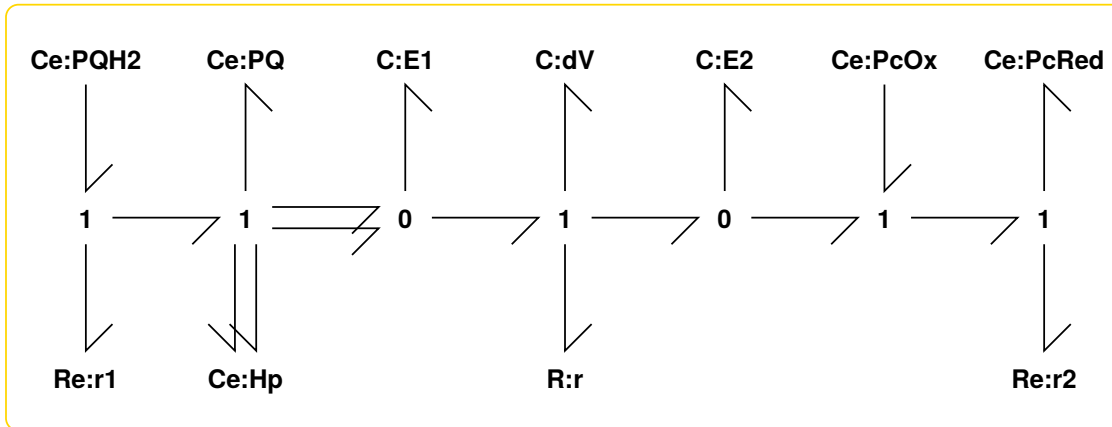 Ce:PQH2 Ce:PQ C:E1 C:dV C:E2 Ce:PcOx Ce:PcRed
1 1 0 1 0 1 1
Re:r1 Ce:Hp R:r Re:r2